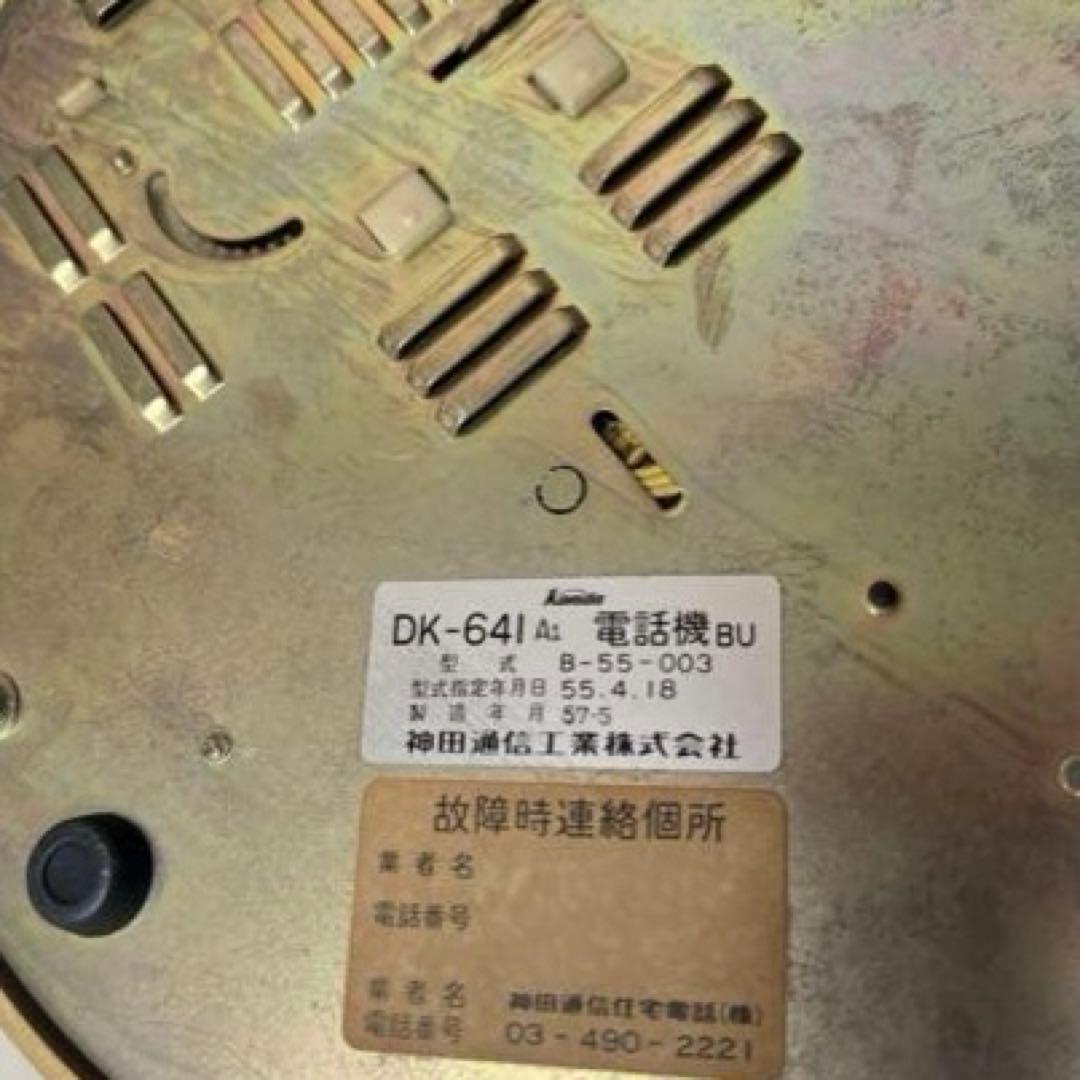 Kanda
DK-641 A1 電話機 BU
型式 B-55-003
型式指定年月日 55.4.18
製造年月 57-5
神田通信工業株式会社
故障時連絡個所
業者名
電話番号
業者名 神田通信住宅電話(株)
電話番号 03-490-2221